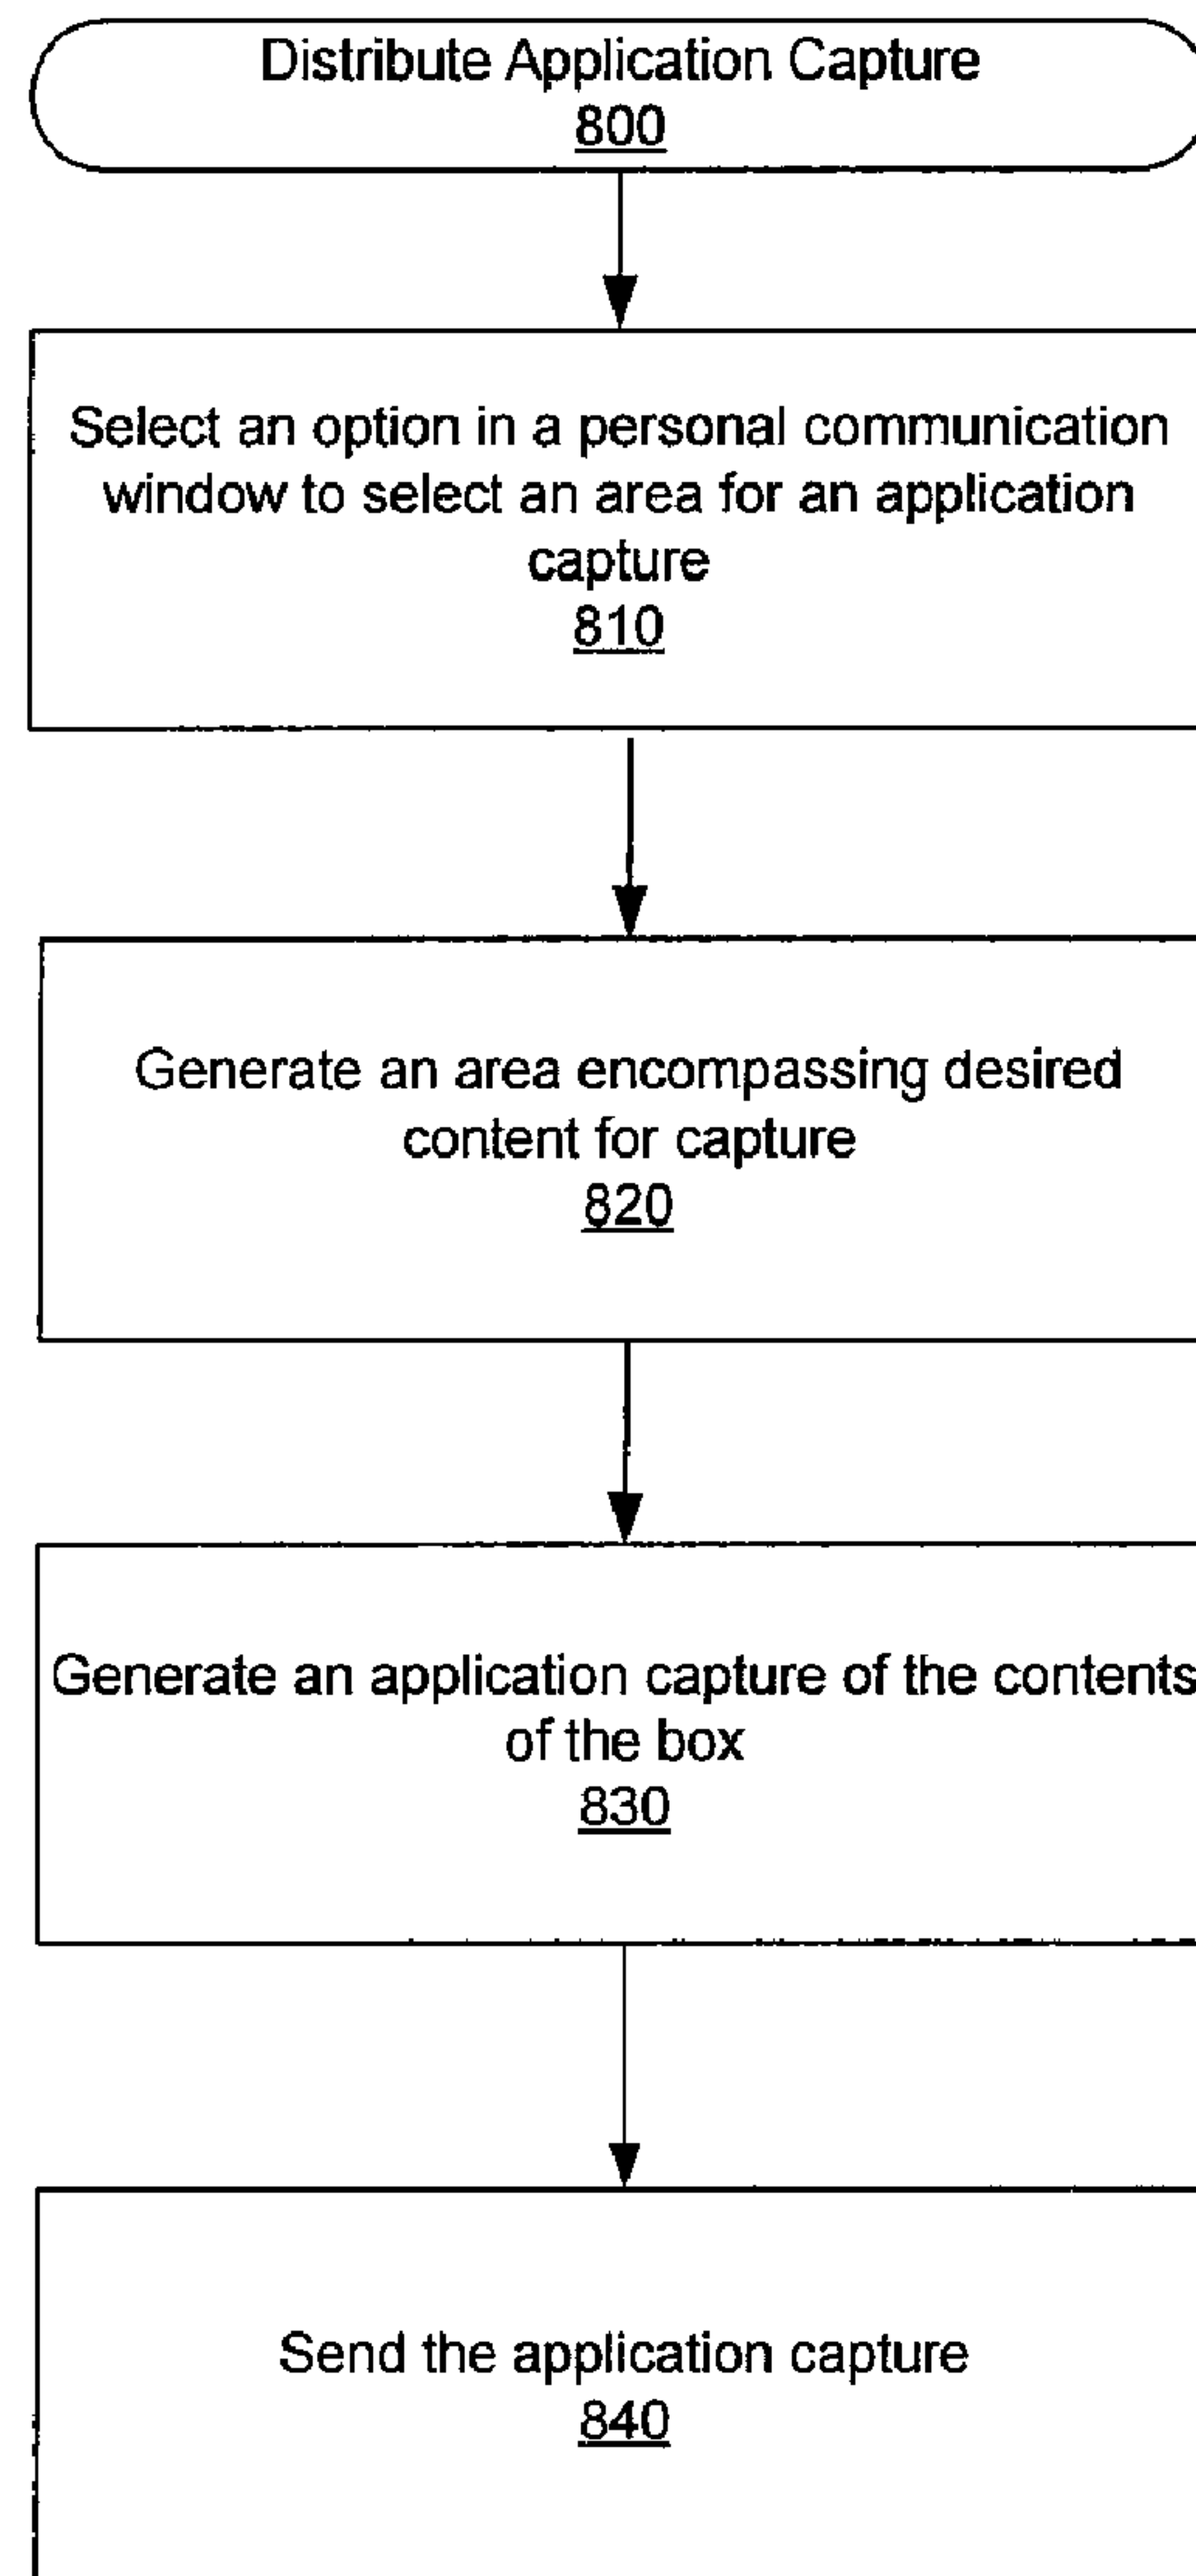 Distribute Application Capture
800
Select an option in a personal communication
window to select an area for an application
capture
810
Generate an area encompassing desired
content for capture
820
Generate an application capture of the contents
of the box
830
Send the application capture
840